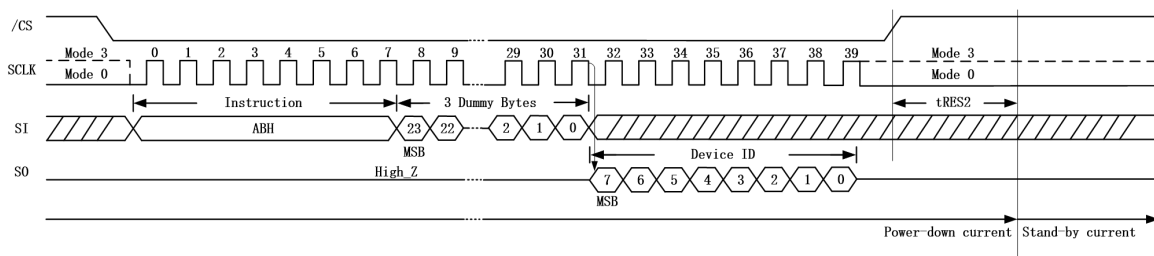 /CS
Mode 3 0 1 2 3 4 5 6 7 8 9 29 30 31 32 33 34 35 36 37 38 39 Mode 3
SCLK
Mode 0 Mode 0
Instruction 3 Dummy Bytes tRES2
SI ABH 23 22 2 1 0
MSB
Device ID
SO High_Z 7 6 5 4 3 2 1 0
MSB
Power-down current Stand-by current